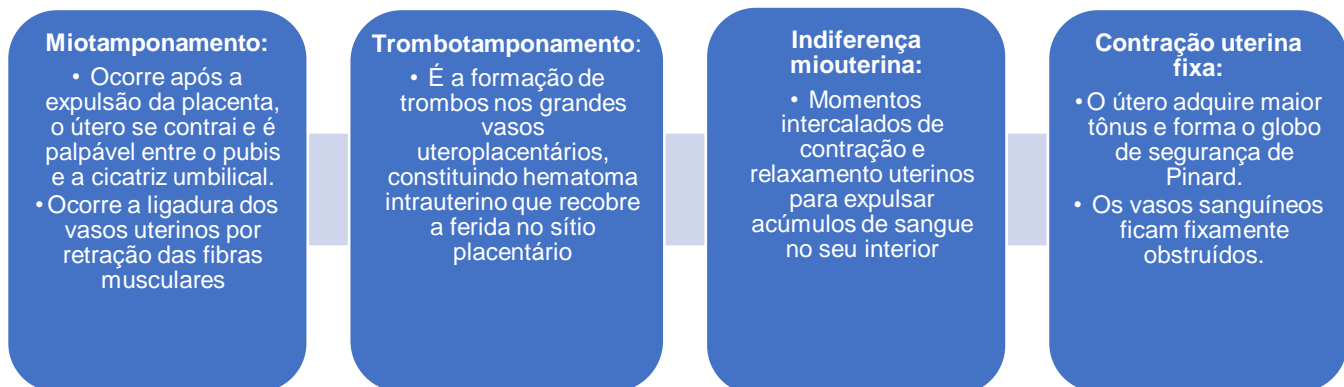 Miotamponamento:
• Ocorre após a
expulsão da placenta,
o útero se contrai e é
palpável entre o pubis
e a cicatriz umbilical.
• Ocorre a ligadura dos
vasos uterinos por
retração das fibras
musculares
Trombotamponamento:
• É a formação de
trombos nos grandes
vasos
uteroplacentários,
constituindo hematoma
intrauterino que recobre
a ferida no sítio
placentário
Indiferença
miouterina:
• Momentos
intercalados de
contração e
relaxamento uterinos
para expulsar
acúmulos de sangue
no seu interior
Contração uterina
fixa:
• O útero adquire maior
tônus e forma o globo
de segurança de
Pinard.
• Os vasos sanguíneos
ficam fixamente
obstruídos.